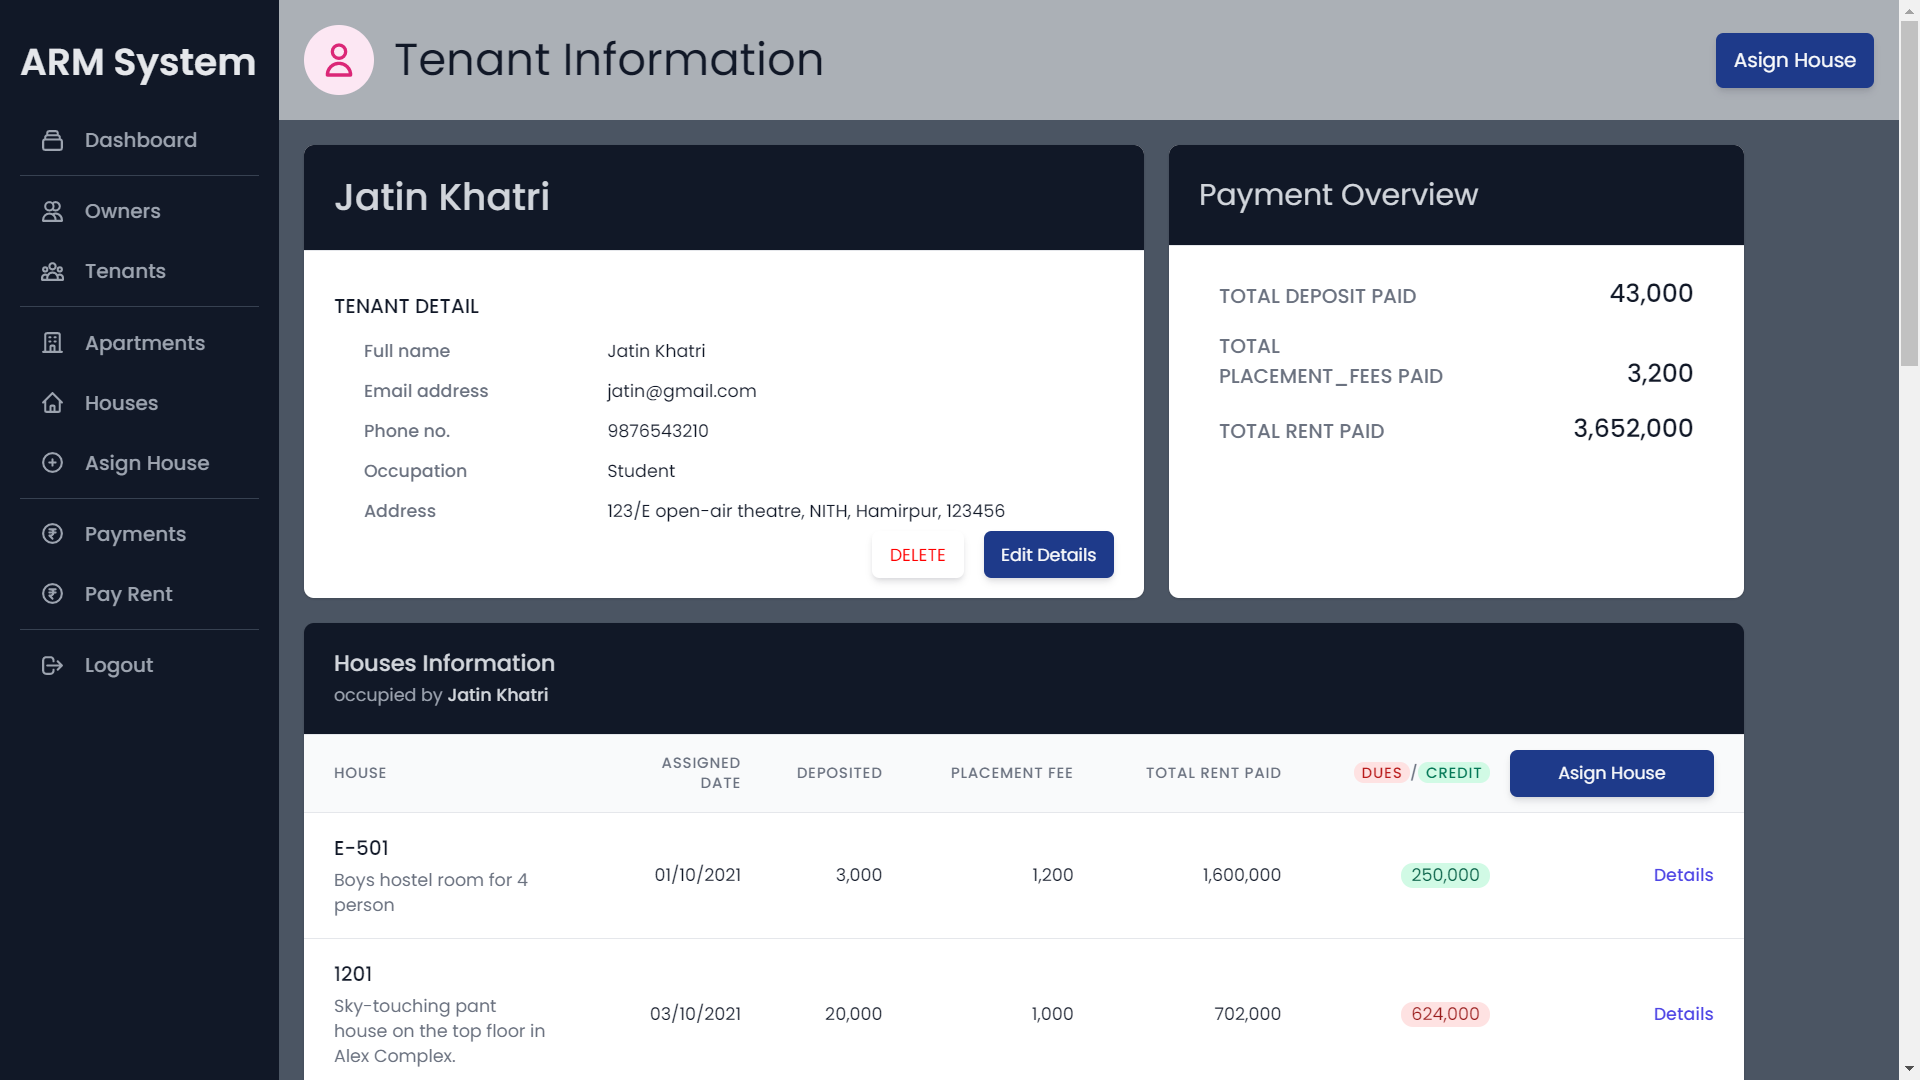 ARM System
Dashboard
Owners
Tenants
Apartments
Houses
Asign House
Payments
Pay Rent
Logout
Tenant Information
Asign House
Jatin Khatri
TENANT DETAIL
Full name Jatin Khatri
Email address jatin@gmail.com
Phone no. 9876543210
Occupation Student
Address 123/E open-air theatre, NITH, Hamirpur, 123456
DELETE Edit Details
Payment Overview
TOTAL DEPOSIT PAID 43,000
TOTAL
PLACEMENT_FEES PAID 3,200
TOTAL RENT PAID 3,652,000
Houses Information
occupied by Jatin Khatri
HOUSE ASSIGNED DATE DEPOSITED PLACEMENT FEE TOTAL RENT PAID DUES/CREDIT Asign House
E-501
Boys hostel room for 4
person
01/10/2021 3,000 1,200 1,600,000 250,000 Details
1201
Sky-touching pant
house on the top floor in
Alex Complex.
03/10/2021 20,000 1,000 702,000 624,000 Details